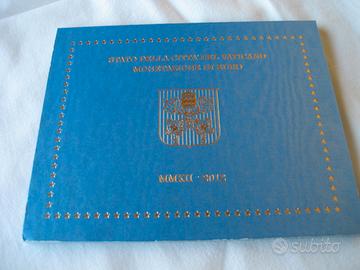 STATO DELLA CITTÀ DEL VATICANO
MONETAZIONE IN EURO
MMXII - 2012
subito